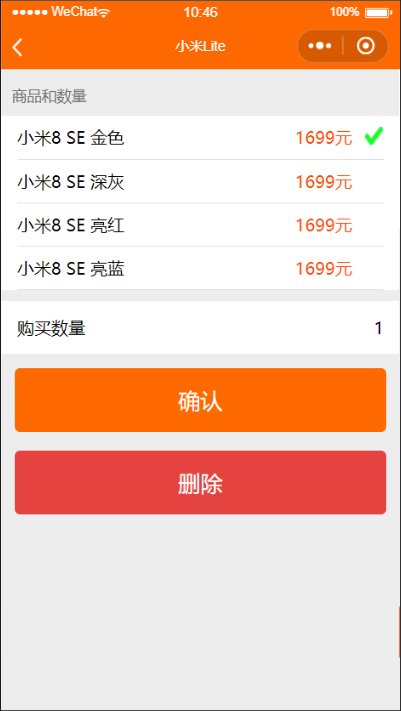 WeChat 10:46 100%
小米Lite
商品和数量
小米8 SE 金色 1699元
小米8 SE 深灰 1699元
小米8 SE 亮红 1699元
小米8 SE 亮蓝 1699元
购买数量 1
确认
删除